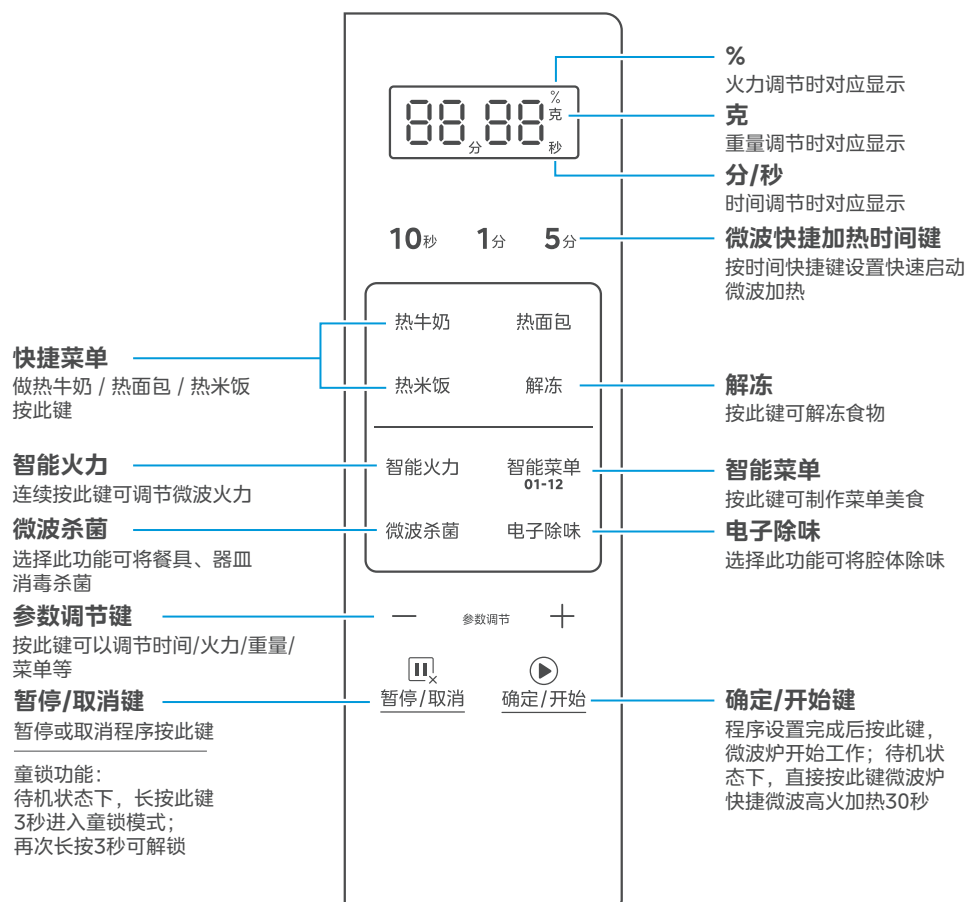 88分88秒
%
克
10秒 1分 5分
热牛奶 热面包
热米饭 解冻
智能火力 智能菜单
01-12
微波杀菌 电子除味
— 参数调节 +
暂停/取消 确定/开始
快捷菜单
做热牛奶 / 热面包 / 热米饭
按此键
智能火力
连续按此键可调节微波火力
微波杀菌
选择此功能可将餐具、器皿
消毒杀菌
参数调节键
按此键可以调节时间/火力/重量/
菜单等
暂停/取消键
暂停或取消程序按此键
童锁功能：
待机状态下，长按此键
3秒进入童锁模式；
再次长按3秒可解锁
%
火力调节时对应显示
克
重量调节时对应显示
分/秒
时间调节时对应显示
微波快捷加热时间键
按时间快捷键设置快速启动
微波加热
解冻
按此键可解冻食物
智能菜单
按此键可制作菜单美食
电子除味
选择此功能可将腔体除味
确定/开始键
程序设置完成后按此键，
微波炉开始工作；待机状
态下，直接按此键微波炉
快捷微波高火加热30秒